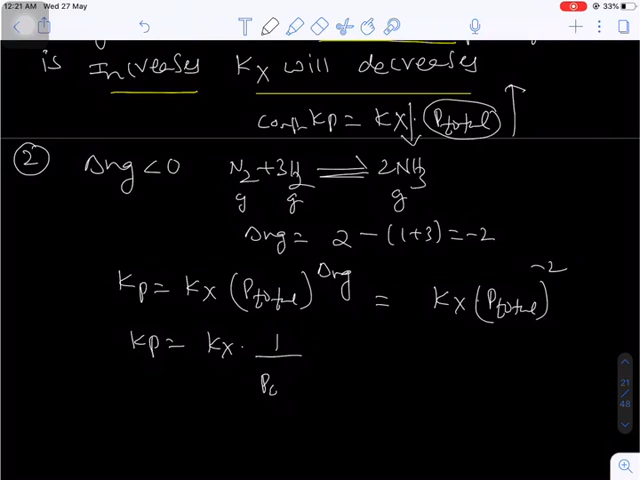 12:21 AM Wed 27 May
33%
is Increases Kx will decreases
Kp = Kx (Ptotal)
② Δng < 0 N2 + 3H2 ⇌ 2NH3
g g g
Δng = 2 - (1+3) = -2
Kp = Kx (Ptotal)^Δng = Kx (Ptotal)^-2
Kp = Kx · 1/P
21
/
48